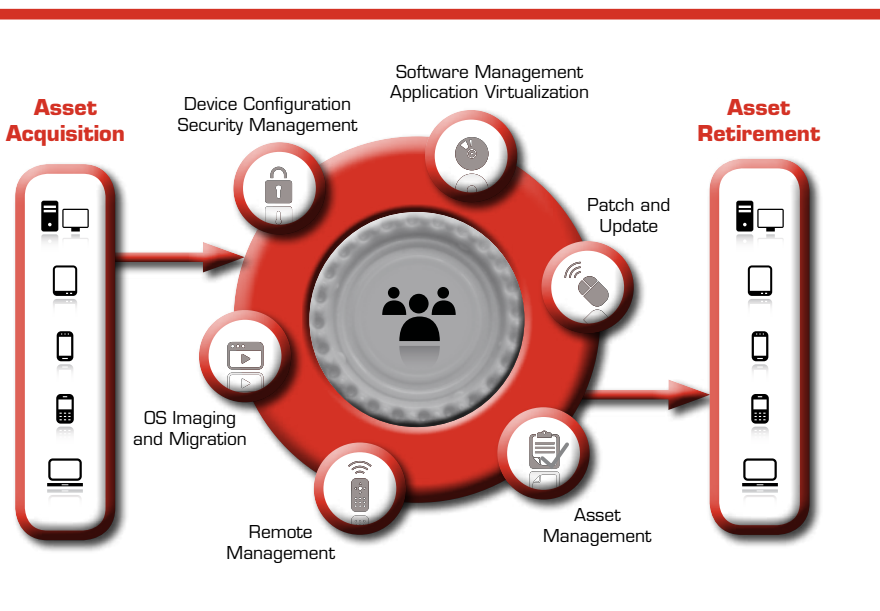 Asset
Acquisition
Device Configuration
Security Management
Software Management
Application Virtualization
Asset
Retirement
Patch and
Update
OS Imaging
and Migration
Remote
Management
Asset
Management